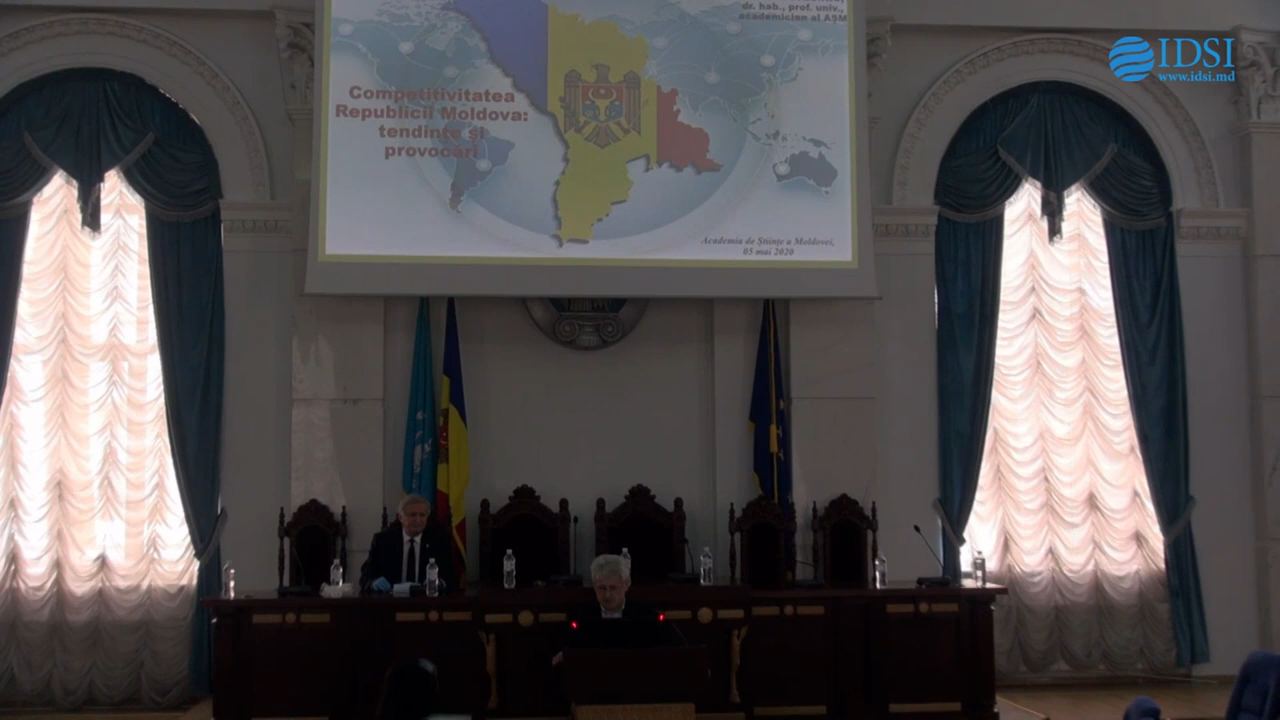 dr. hab., prof. univ.,
academician al AȘM
IDSI
www.idsi.md
Competitivitatea
Republicii Moldova:
tendințe și
provocări
Academia de Științe a Moldovei,
05 mai 2020